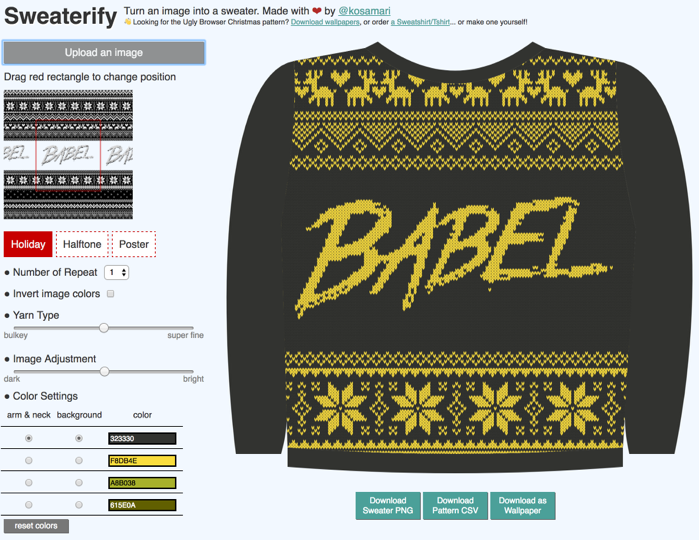 Sweaterify
Turn an image into a sweater. Made with ❤ by @kosamari
👋 Looking for the Ugly Browser Christmas pattern? Download wallpapers, or order a Sweatshirt/Tshirt... or make one yourself!
Upload an image
Drag red rectangle to change position
BABEL
Holiday Halftone Poster
● Number of Repeat 1
● Invert image colors
● Yarn Type
bulkey super fine
● Image Adjustment
dark bright
● Color Settings
arm & neck background color
323330
F8DB4E
A8B038
615E0A
reset colors
BABEL
Download Sweater PNG
Download Pattern CSV
Download as Wallpaper